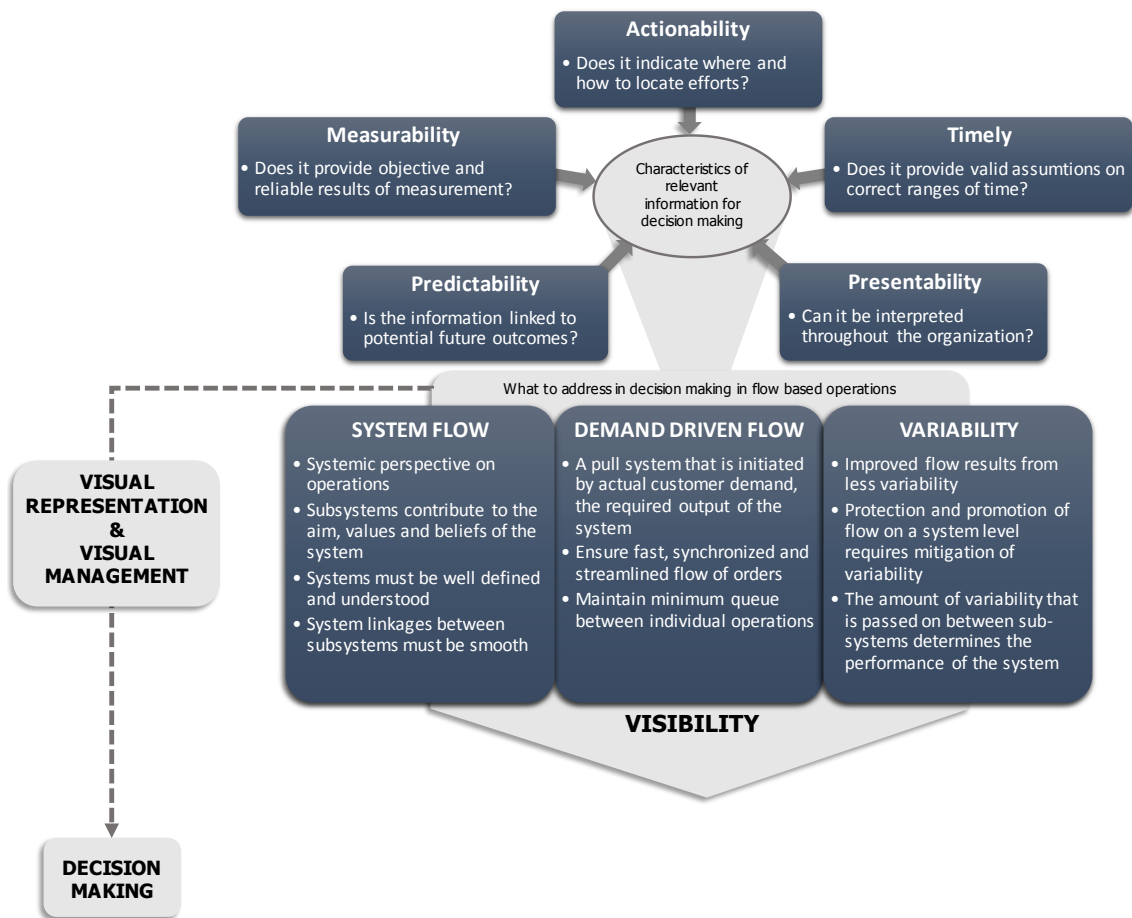 Actionability
• Does it indicate where and
how to locate efforts?
Measurability
• Does it provide objective and
reliable results of measurement?
Timely
• Does it provide valid assumtions on
correct ranges of time?
Characteristics of
relevant
information for
decision making
Predictability
• Is the information linked to
potential future outcomes?
Presentability
• Can it be interpreted
throughout the organization?
What to address in decision making in flow based operations
SYSTEM FLOW
• Systemic perspective on
operations
• Subsystems contribute to the
aim, values and beliefs of the
system
• Systems must be well defined
and understood
• System linkages between
subsystems must be smooth
DEMAND DRIVEN FLOW
• A pull system that is initiated
by actual customer demand,
the required output of the
system
• Ensure fast, synchronized and
streamlined flow of orders
• Maintain minimum queue
between individual operations
VARIABILITY
• Improved flow results from
less variability
• Protection and promotion of
flow on a system level
requires mitigation of
variability
• The amount of variability that
is passed on between sub-
systems determines the
performance of the system
VISUAL
REPRESENTATION
&
VISUAL
MANAGEMENT
VISIBILITY
DECISION
MAKING